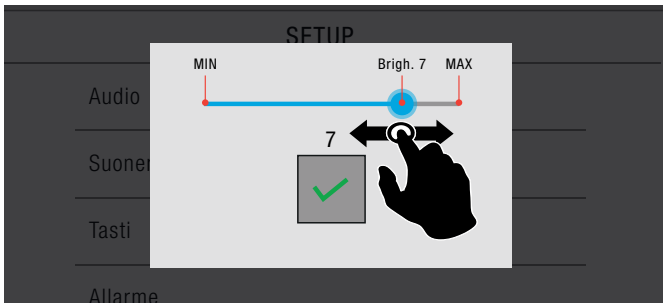 SETUP
MIN
Brigh. 7
MAX
Audio
7
Suoner
Tasti
Allarme